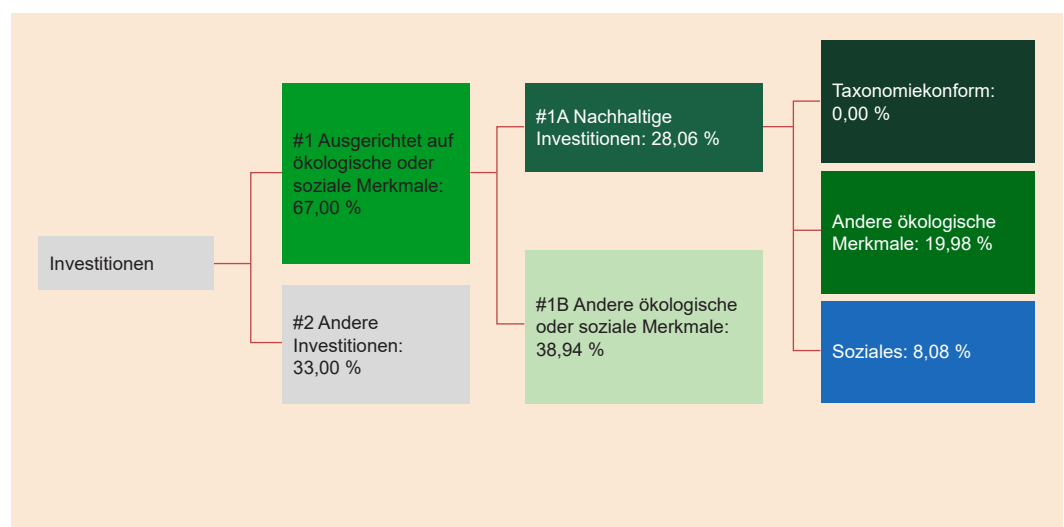 Investitionen
#1 Ausgerichtet auf
ökologische oder
soziale Merkmale:
67,00 %
#2 Andere
Investitionen:
33,00 %
#1A Nachhaltige
Investitionen: 28,06 %
#1B Andere ökologische
oder soziale Merkmale:
38,94 %
Taxonomiekonform:
0,00 %
Andere ökologische
Merkmale: 19,98 %
Soziales: 8,08 %